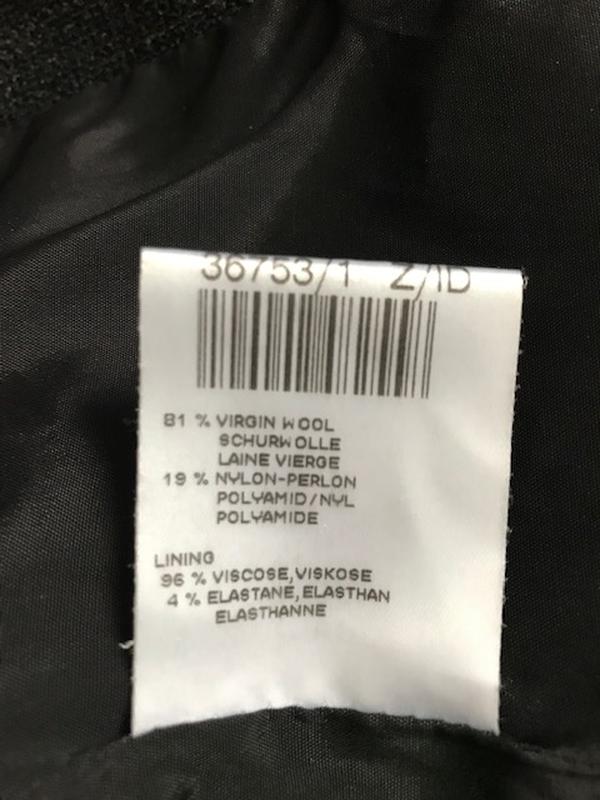 36753/1 Z/ID
81 % VIRGIN WOOL
SCHURWOLLE
LAINE VIERGE
19 % NYLON-PERLON
POLYAMID/NYL
POLYAMIDE
LINING
96 % VISCOSE,VISKOSE
4 % ELASTANE,ELASTHAN
ELASTHANNE